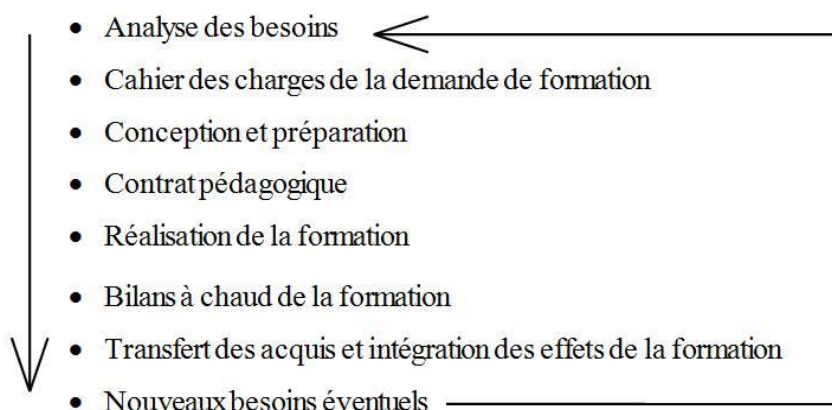 • Analyse des besoins
• Cahier des charges de la demande de formation
• Conception et préparation
• Contrat pédagogique
• Réalisation de la formation
• Bilans à chaud de la formation
• Transfert des acquis et intégration des effets de la formation
• Nouveaux besoins éventuels